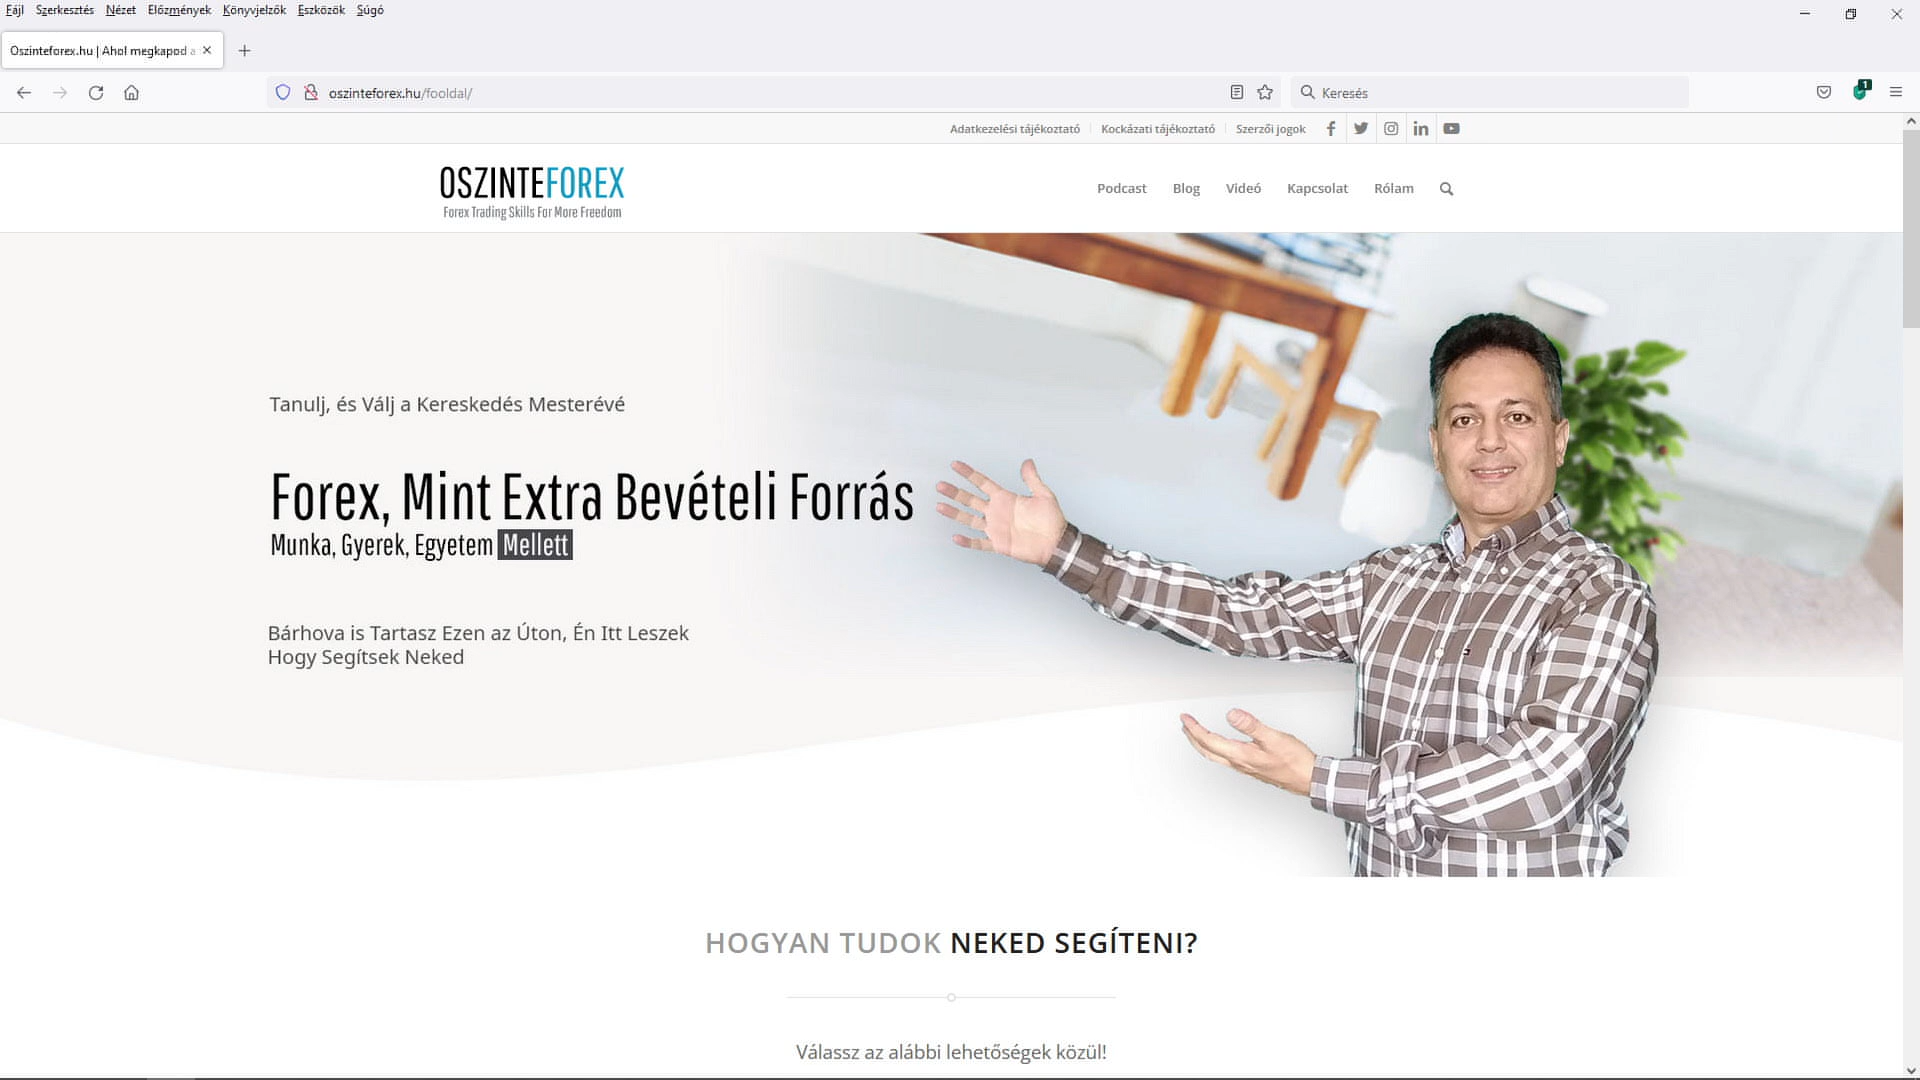 Fájl Szerkesztés Nézet Előzmények Könyvjelzők Eszközök Súgó
Oszinteforex.hu | Ahol megkapod a
oszinteforex.hu/fooldal/
Keresés
1
Adatkezelési tájékoztató Kockázati tájékoztató Szerzői jogok
OSZINTEFOREX
Forex Trading Skills For More Freedom
Podcast Blog Videó Kapcsolat Rólam
Tanulj, és Válj a Kereskedés Mesterévé
Forex, Mint Extra Bevételi Forrás
Munka, Gyerek, Egyetem Mellett
Bárhova is Tartasz Ezen az Úton, Én Itt Leszek
Hogy Segítsek Neked
HOGYAN TUDOK NEKED SEGÍTENI?
Válassz az alábbi lehetőségek közül!